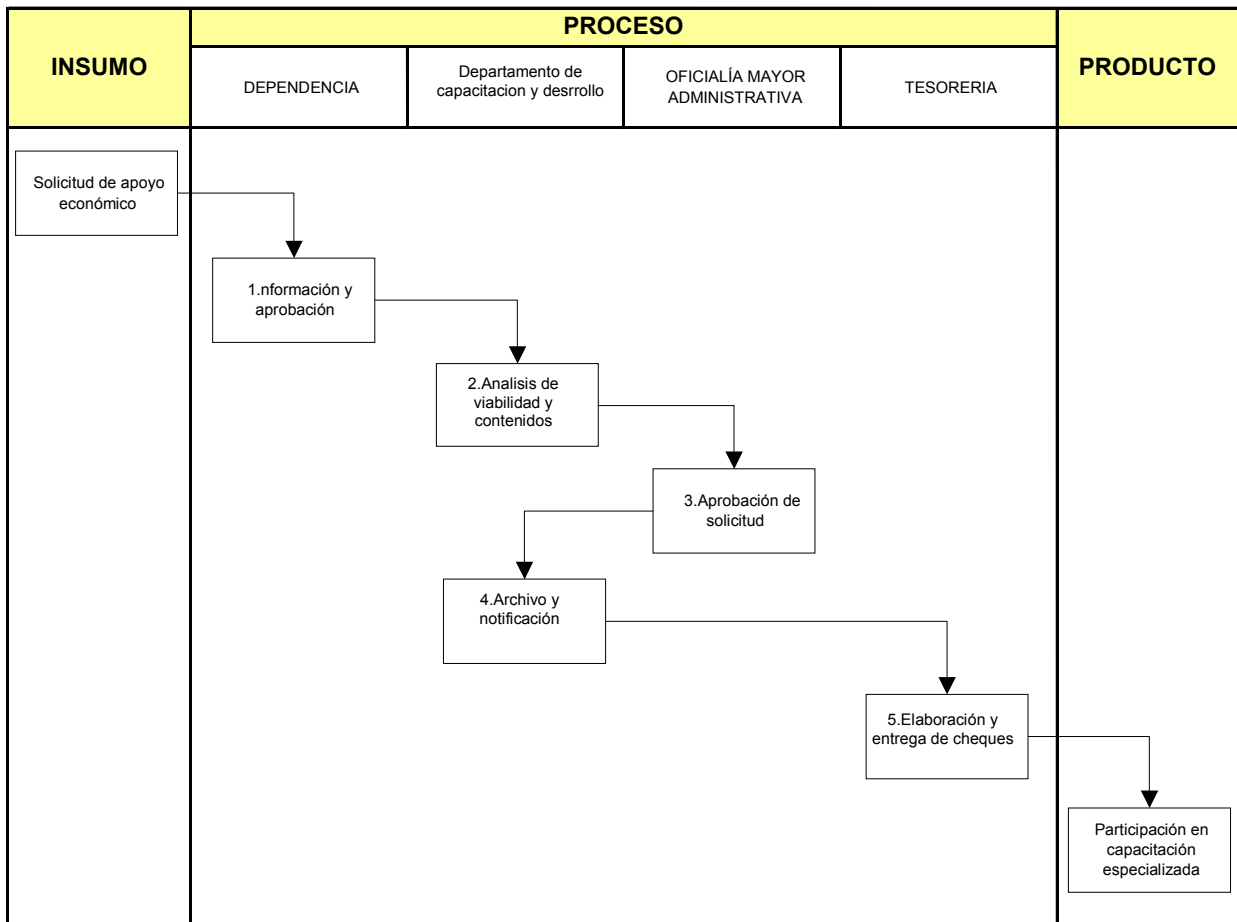 INSUMO
PROCESO
PRODUCTO
DEPENDENCIA
Departamento de
capacitacion y desrrollo
OFICIALÍA MAYOR
ADMINISTRATIVA
TESORERIA
Solicitud de apoyo
económico
1.nformación y
aprobación
2.Analisis de
viabilidad y
contenidos
3.Aprobación de
solicitud
4.Archivo y
notificación
5.Elaboración y
entrega de cheques
Participación en
capacitación
especializada